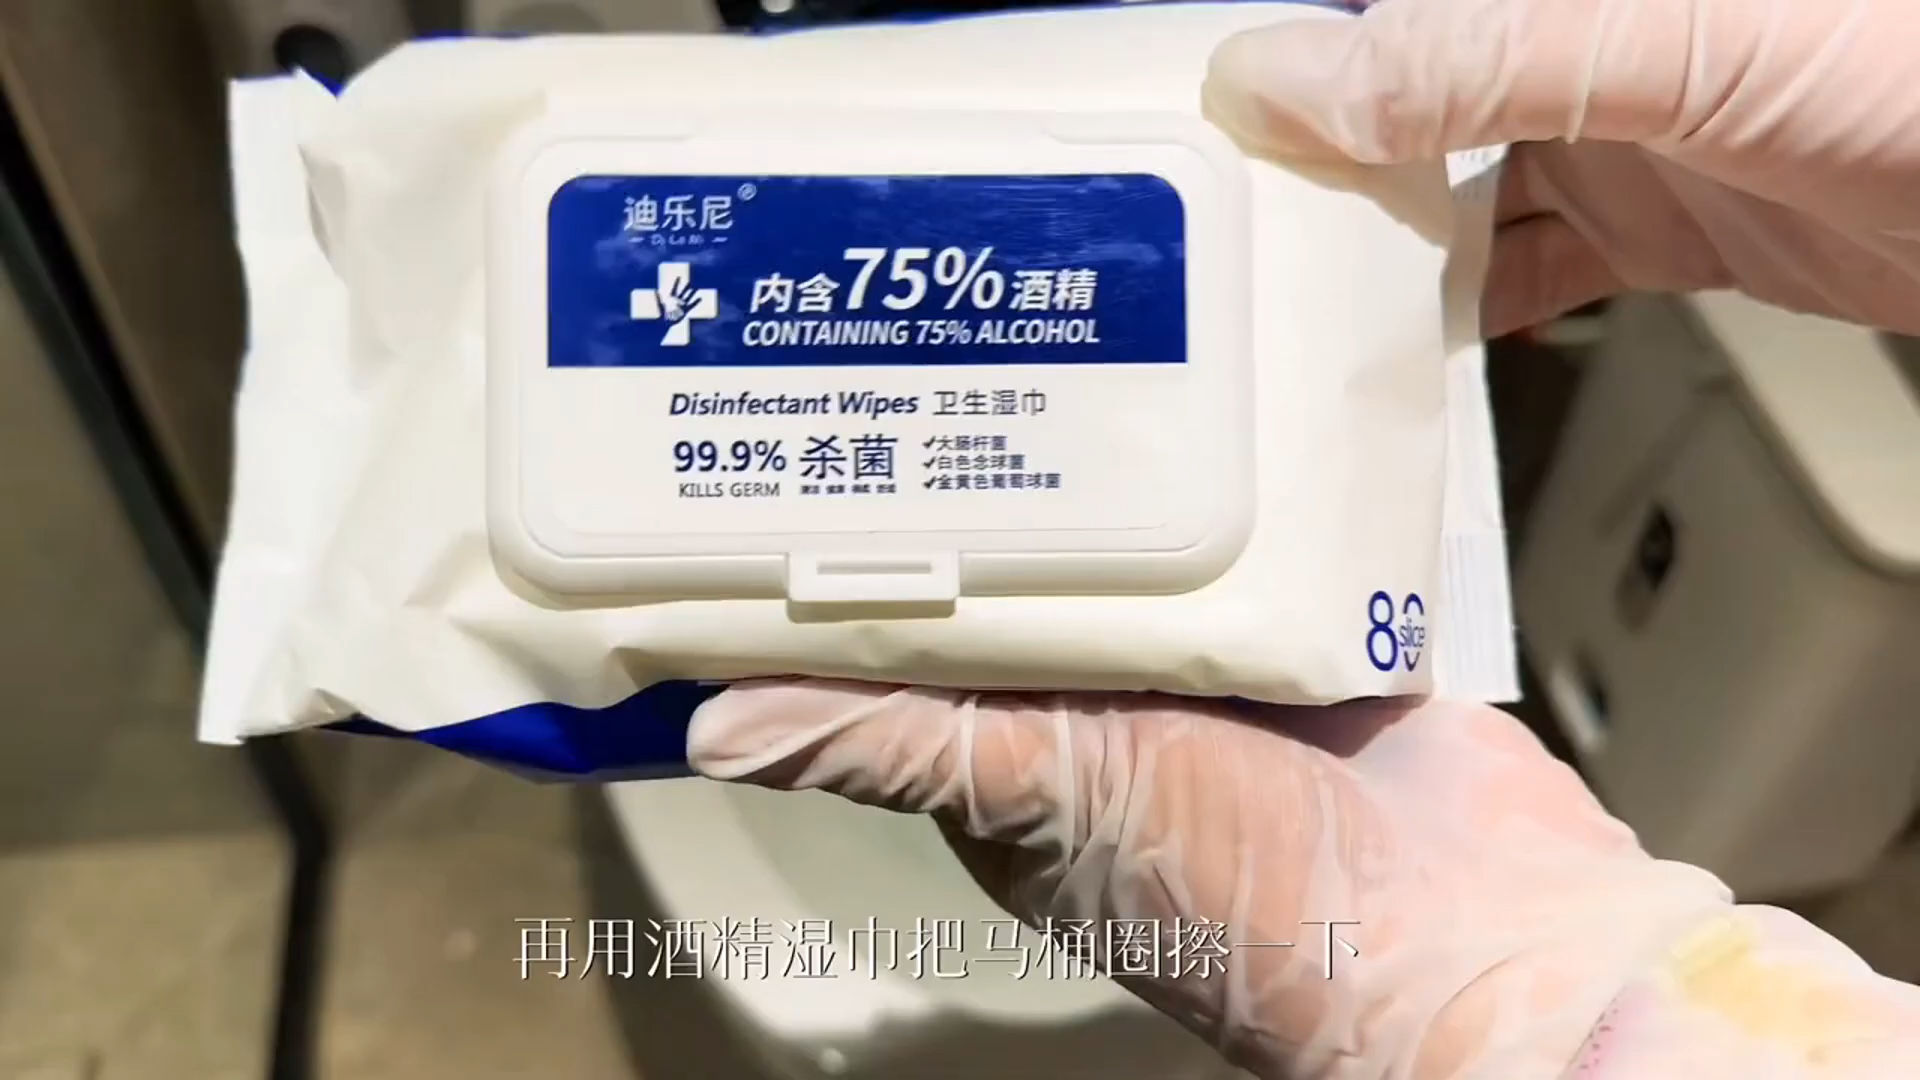 迪乐尼®
内含75%酒精
CONTAINING 75% ALCOHOL
Disinfectant Wipes 卫生湿巾
99.9% 杀菌
KILLS GERM
✓大肠杆菌
✓白色念球菌
✓金黄色葡萄球菌
80
slice
再用酒精湿巾把马桶圈擦一下